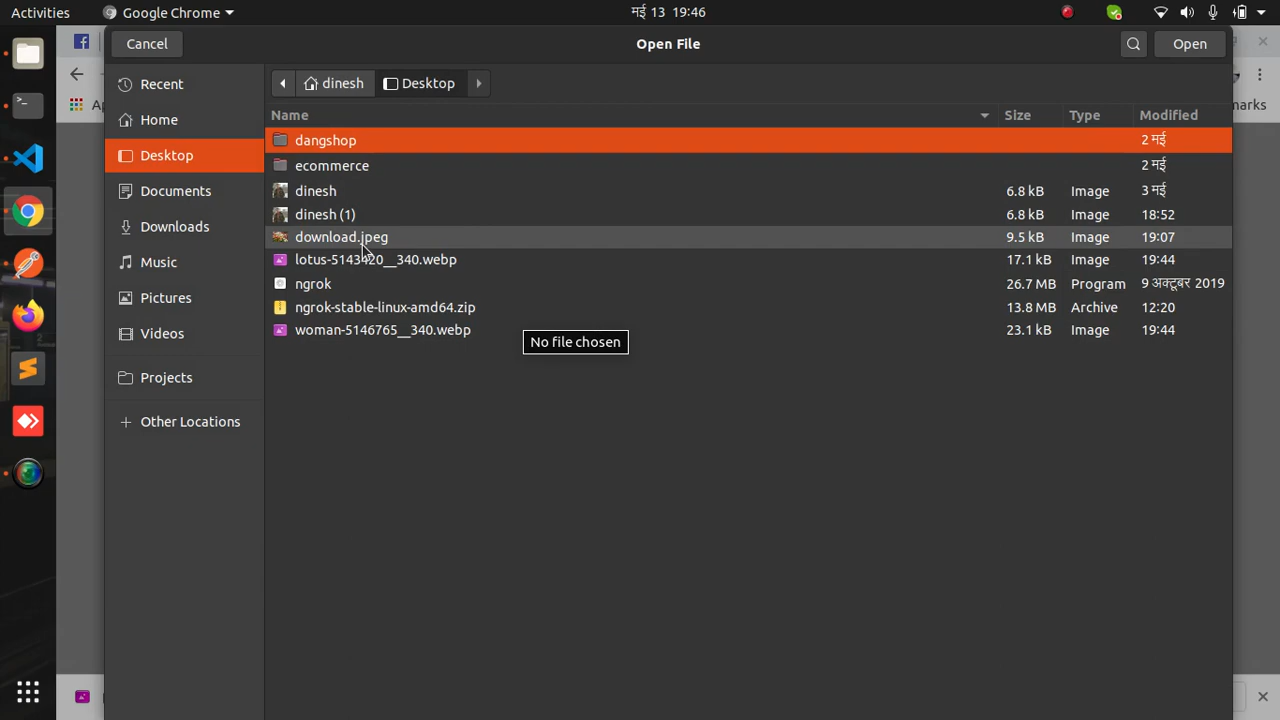 Activities Google Chrome मई 13 19:46
Cancel Open File Open
Recent
Home
Desktop
Documents
Downloads
Music
Pictures
Videos
Projects
Other Locations
dinesh Desktop
Name Size Type Modified
dangshop 2 मई
ecommerce 2 मई
dinesh 6.8 kB Image 3 मई
dinesh (1) 6.8 kB Image 18:52
download.jpeg 9.5 kB Image 19:07
lotus-5143420__340.webp 17.1 kB Image 19:44
ngrok 26.7 MB Program 9 अक्टूबर 2019
ngrok-stable-linux-amd64.zip 13.8 MB Archive 12:20
woman-5146765__340.webp 23.1 kB Image 19:44
No file chosen